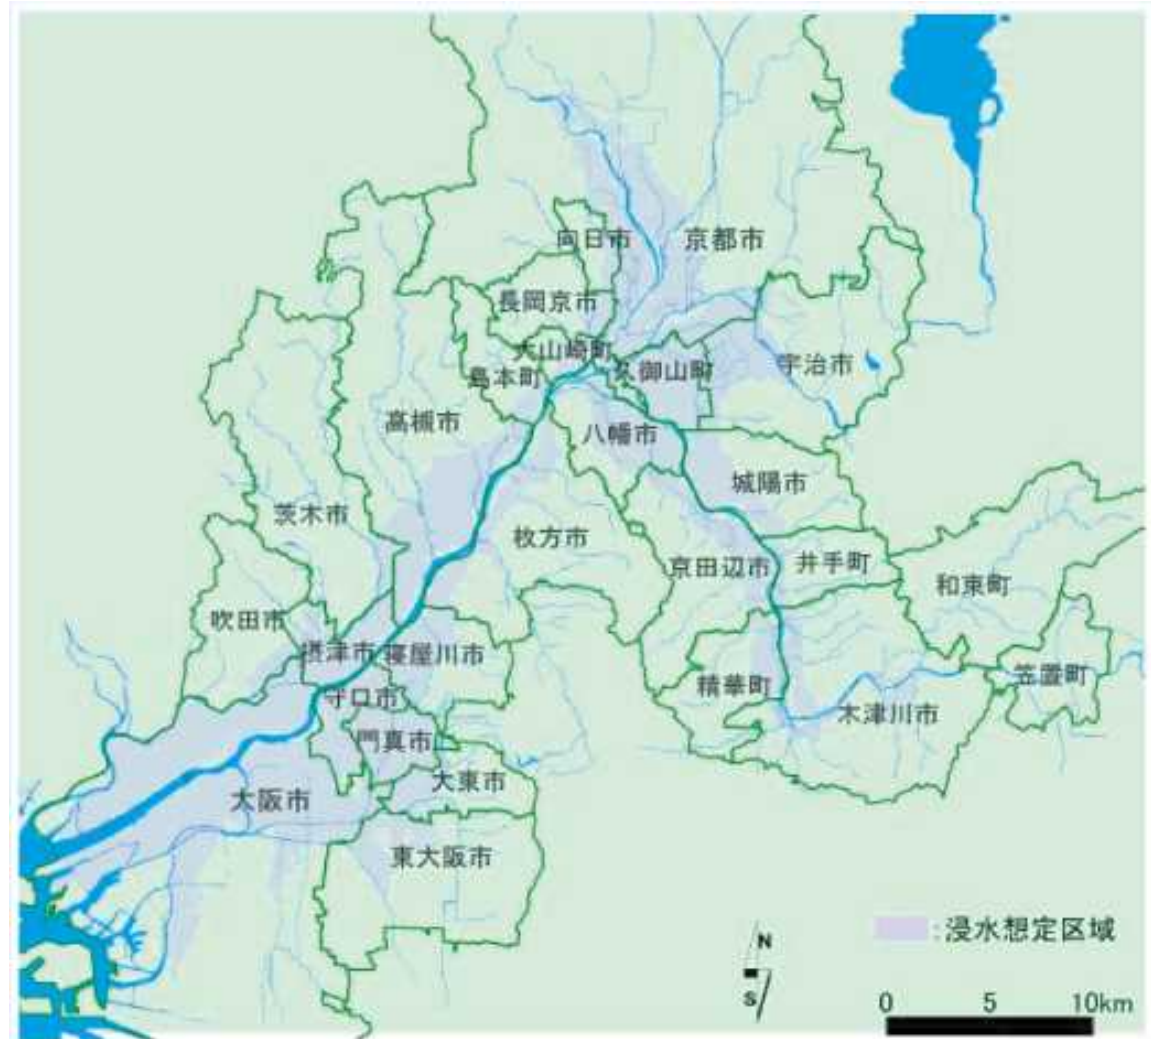 向日市
京都市
長岡京市
大山崎町
島本町
久御山町
宇治市
高槻市
八幡市
城陽市
茨木市
枚方市
京田辺市
井手町
和束町
吹田市
摂津市
寝屋川市
守口市
精華町
笠置町
木津川市
門真市
大東市
大阪市
東大阪市
:浸水想定区域
N
S
0 5 10km